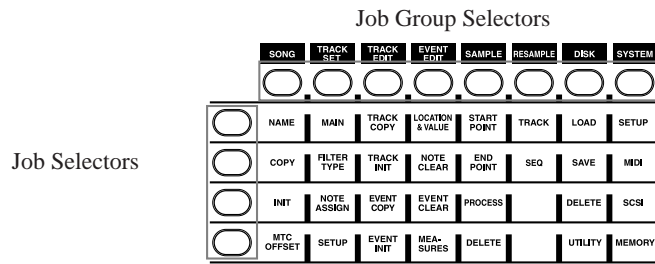 Job Group Selectors
SONG TRACK SET TRACK EDIT EVENT EDIT SAMPLE RESAMPLE DISK SYSTEM
Job Selectors
NAME MAIN TRACK COPY LOCATION & VALUE START POINT TRACK LOAD SETUP
COPY FILTER TYPE TRACK INIT NOTE CLEAR END POINT SEQ SAVE MIDI
INIT NOTE ASSIGN EVENT COPY EVENT CLEAR PROCESS DELETE SCSI
MTC OFFSET SETUP EVENT INIT MEA- SURES DELETE UTILITY MEMORY